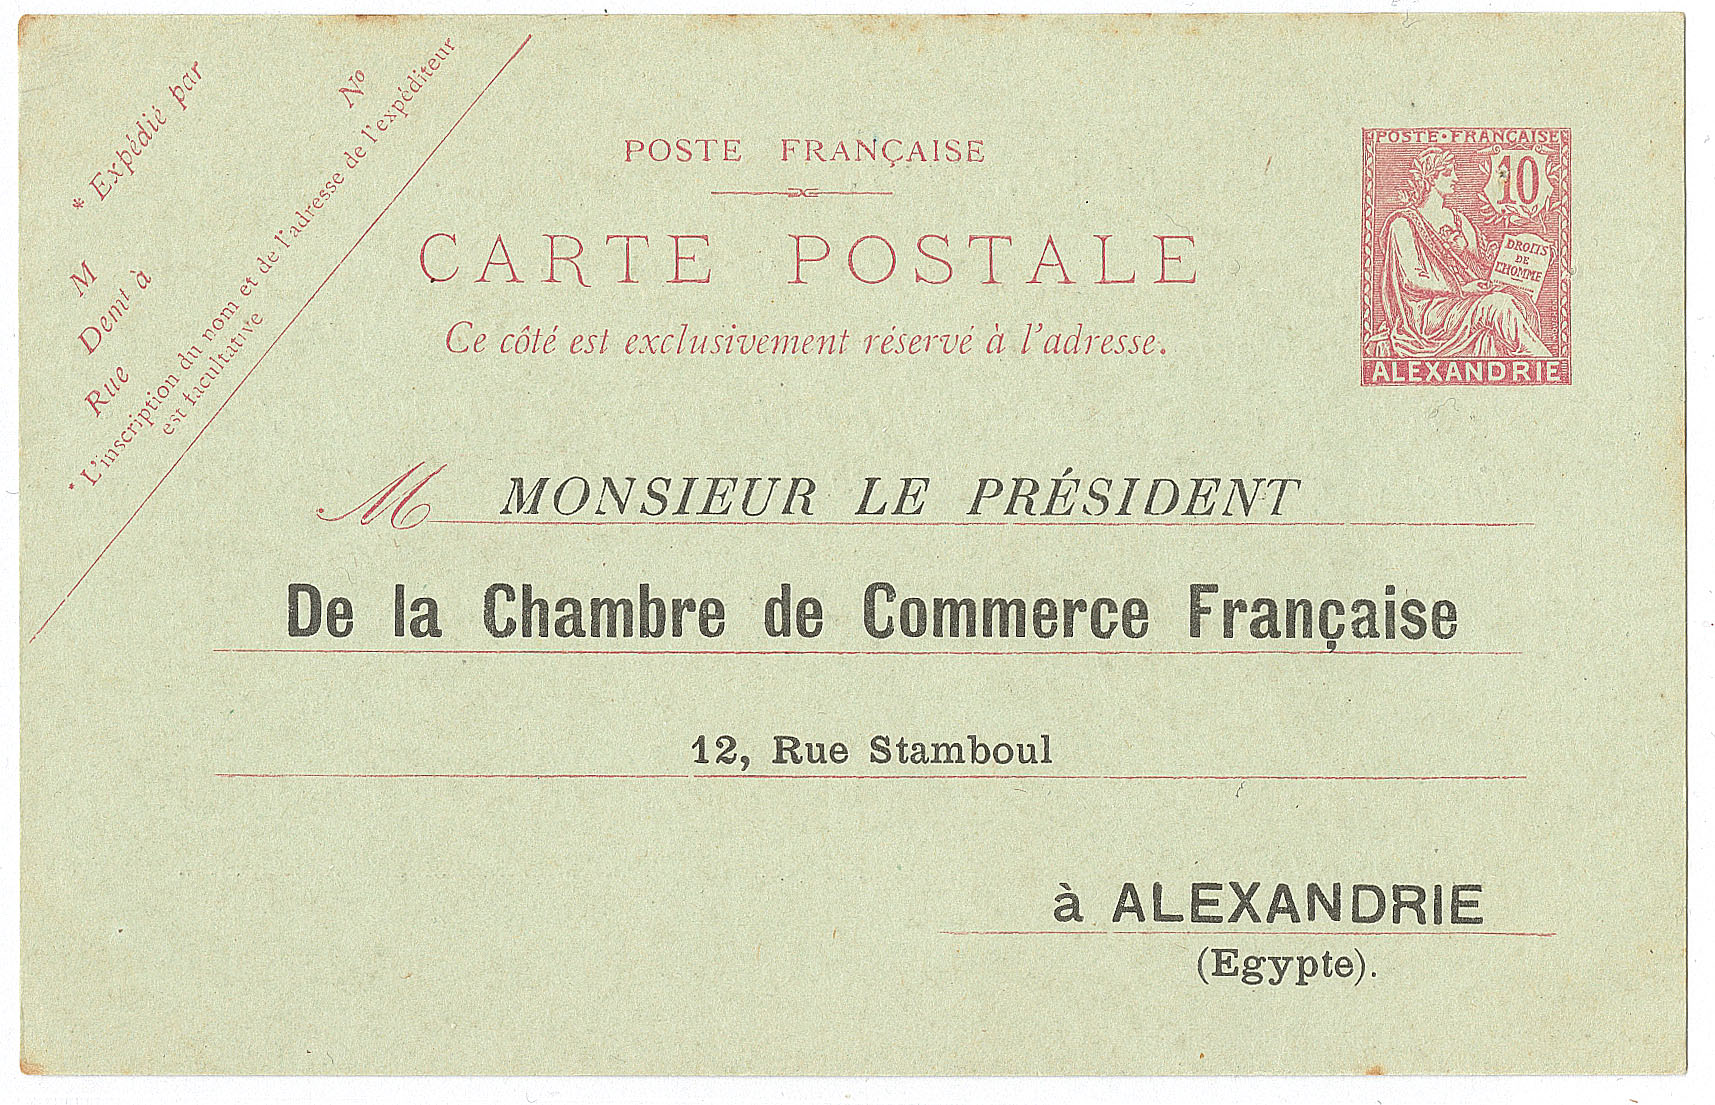 * Expédié par
No
M
Demt à
Rue
* L'inscription du nom et de l'adresse de l'expéditeur
est facultative
POSTE FRANÇAISE
CARTE POSTALE
Ce côté est exclusivement réservé à l'adresse.
POSTE·FRANÇAISE
10
DROITS
DE
L'HOMME
ALEXANDRIE
M MONSIEUR LE PRÉSIDENT
De la Chambre de Commerce Française
12, Rue Stamboul
à ALEXANDRIE
(Egypte).